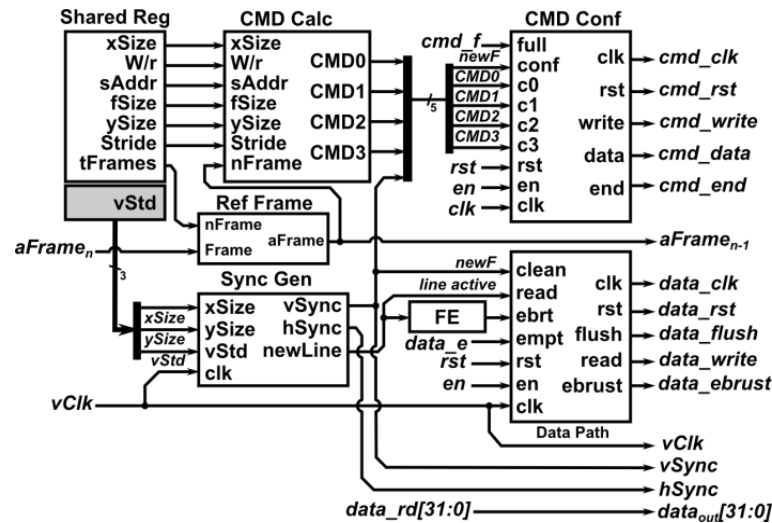 Shared Reg
xSize
W/r
sAddr
fSize
ySize
Stride
tFrames
vStd
CMD Calc
xSize
W/r
sAddr
fSize
ySize
Stride
nFrame
CMD0
CMD1
CMD2
CMD3
5
CMD Conf
cmd_f
newF
CMD0
CMD1
CMD2
CMD3
rst
en
clk
full
conf
c0
c1
c2
c3
rst
en
clk
clk
rst
write
data
end
cmd_clk
cmd_rst
cmd_write
cmd_data
cmd_end
Ref Frame
nFrame
Frame
aFrame
aFrameₙ
aFrameₙ₋₁
3
Sync Gen
xSize
ySize
vStd
xSize
ySize
vStd
clk
vSync
hSync
newLine
vClk
newF
line active
FE
data_e
rst
en
clean
read
ebrt
empt
rst
en
clk
clk
rst
flush
read
ebrust
data_clk
data_rst
data_flush
data_write
data_ebrust
Data Path
vClk
vSync
hSync
data_rd[31:0]
dataout[31:0]